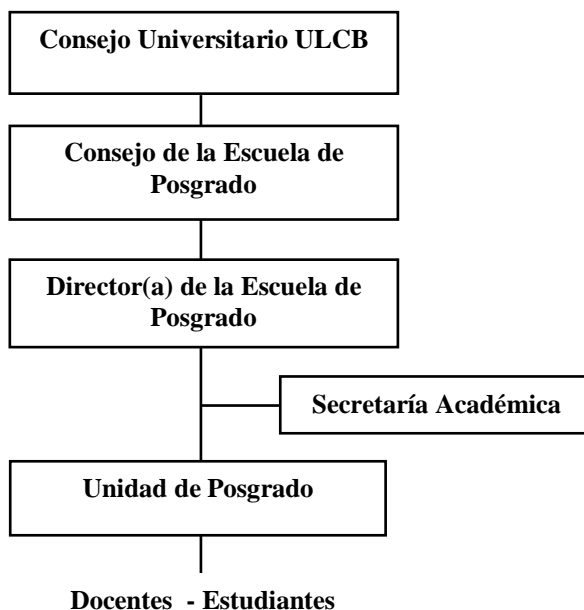 Consejo Universitario ULCB
Consejo de la Escuela de
Posgrado
Director(a) de la Escuela de
Posgrado
Secretaría Académica
Unidad de Posgrado
Docentes - Estudiantes